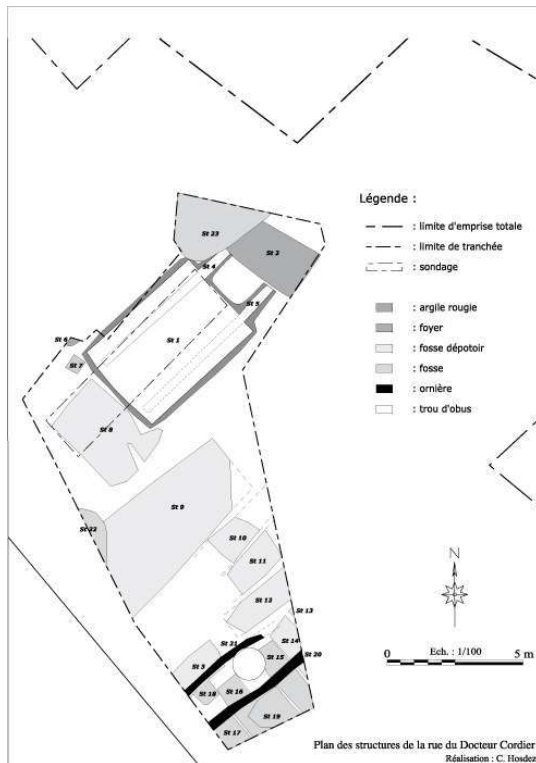 Légende :
: limite d'emprise totale
: limite de tranchée
: sondage
: argile rougie
: foyer
: fosse dépotoir
: fosse
: ornière
: trou d'obus
St 23
St 2
St 4
St 5
St 6
St 1
St 7
St 8
St 9
St 22
St 10
St 11
St 12
St 13
St 14
St 21
St 15
St 20
St 3
St 18
St 16
St 19
St 17
N
Ech. : 1/100
0 5 m
Plan des structures de la rue du Docteur Cordier
Réalisation : C. Hosdez